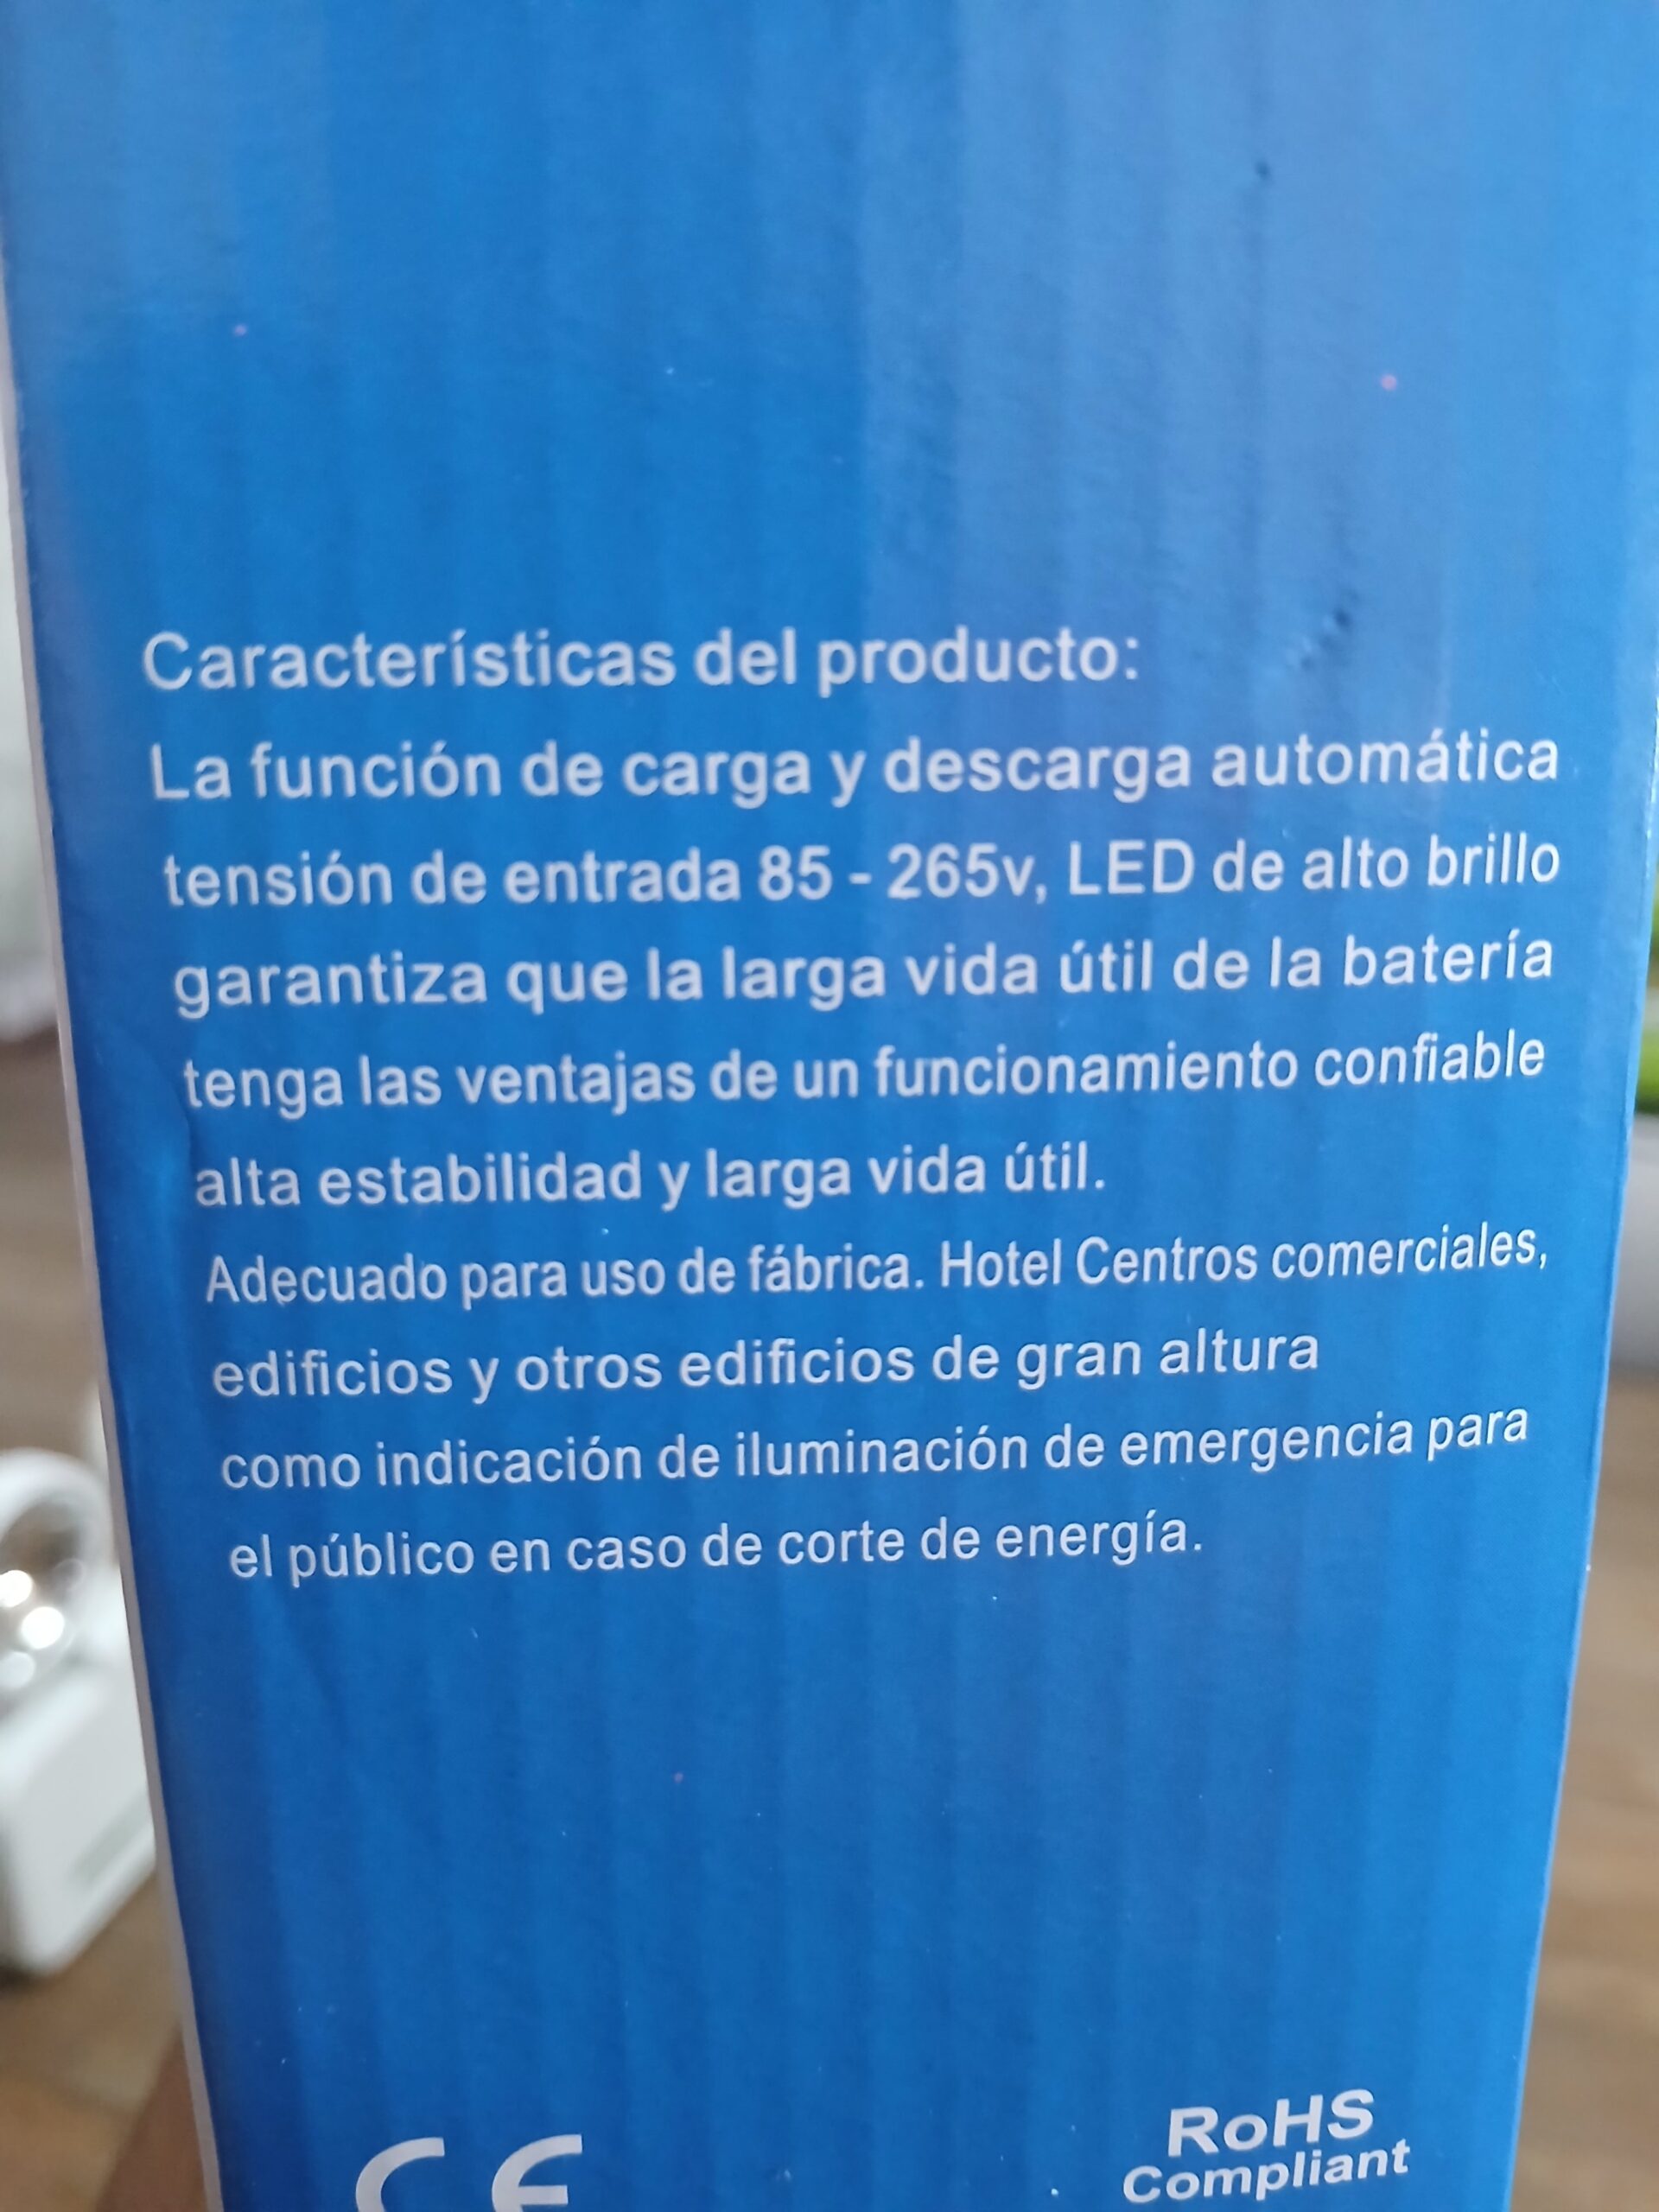 Características del producto:
La función de carga y descarga automática
tensión de entrada 85 - 265v, LED de alto brillo
garantiza que la larga vida útil de la batería
tenga las ventajas de un funcionamiento confiable
alta estabilidad y larga vida útil.
Adecuado para uso de fábrica. Hotel Centros comerciales,
edificios y otros edificios de gran altura
como indicación de iluminación de emergencia para
el público en caso de corte de energía.
CE
RoHS
Compliant